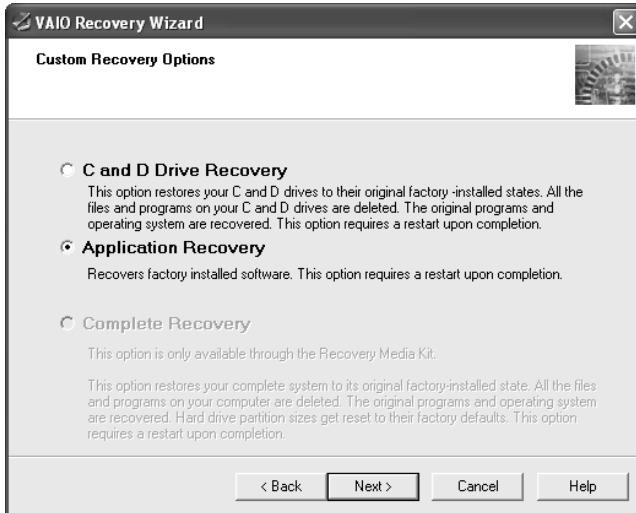 VAIO Recovery Wizard
Custom Recovery Options
C and D Drive Recovery
This option restores your C and D drives to their original factory -installed states. All the
files and programs on your C and D drives are deleted. The original programs and
operating system are recovered. This option requires a restart upon completion.
Application Recovery
Recovers factory installed software. This option requires a restart upon completion.
Complete Recovery
This option is only available through the Recovery Media Kit.
This option restores your complete system to its original factory-installed state. All the files
and programs on your computer are deleted. The original programs and operating system
are recovered. Hard drive partition sizes get reset to their factory defaults. This option
requires a restart upon completion.
< Back Next > Cancel Help